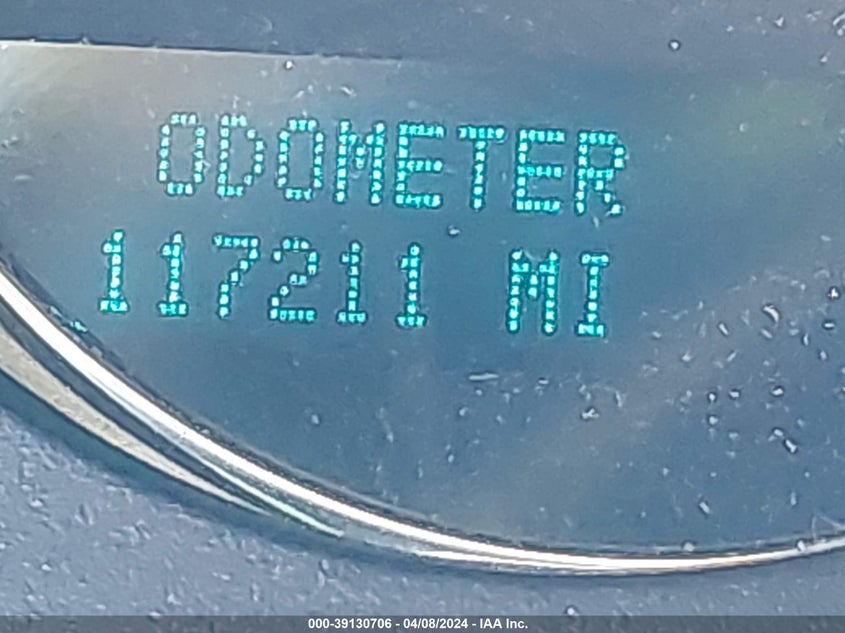 ODOMETER
117211 MI
000-39130706 - 04/08/2024 - IAA Inc.